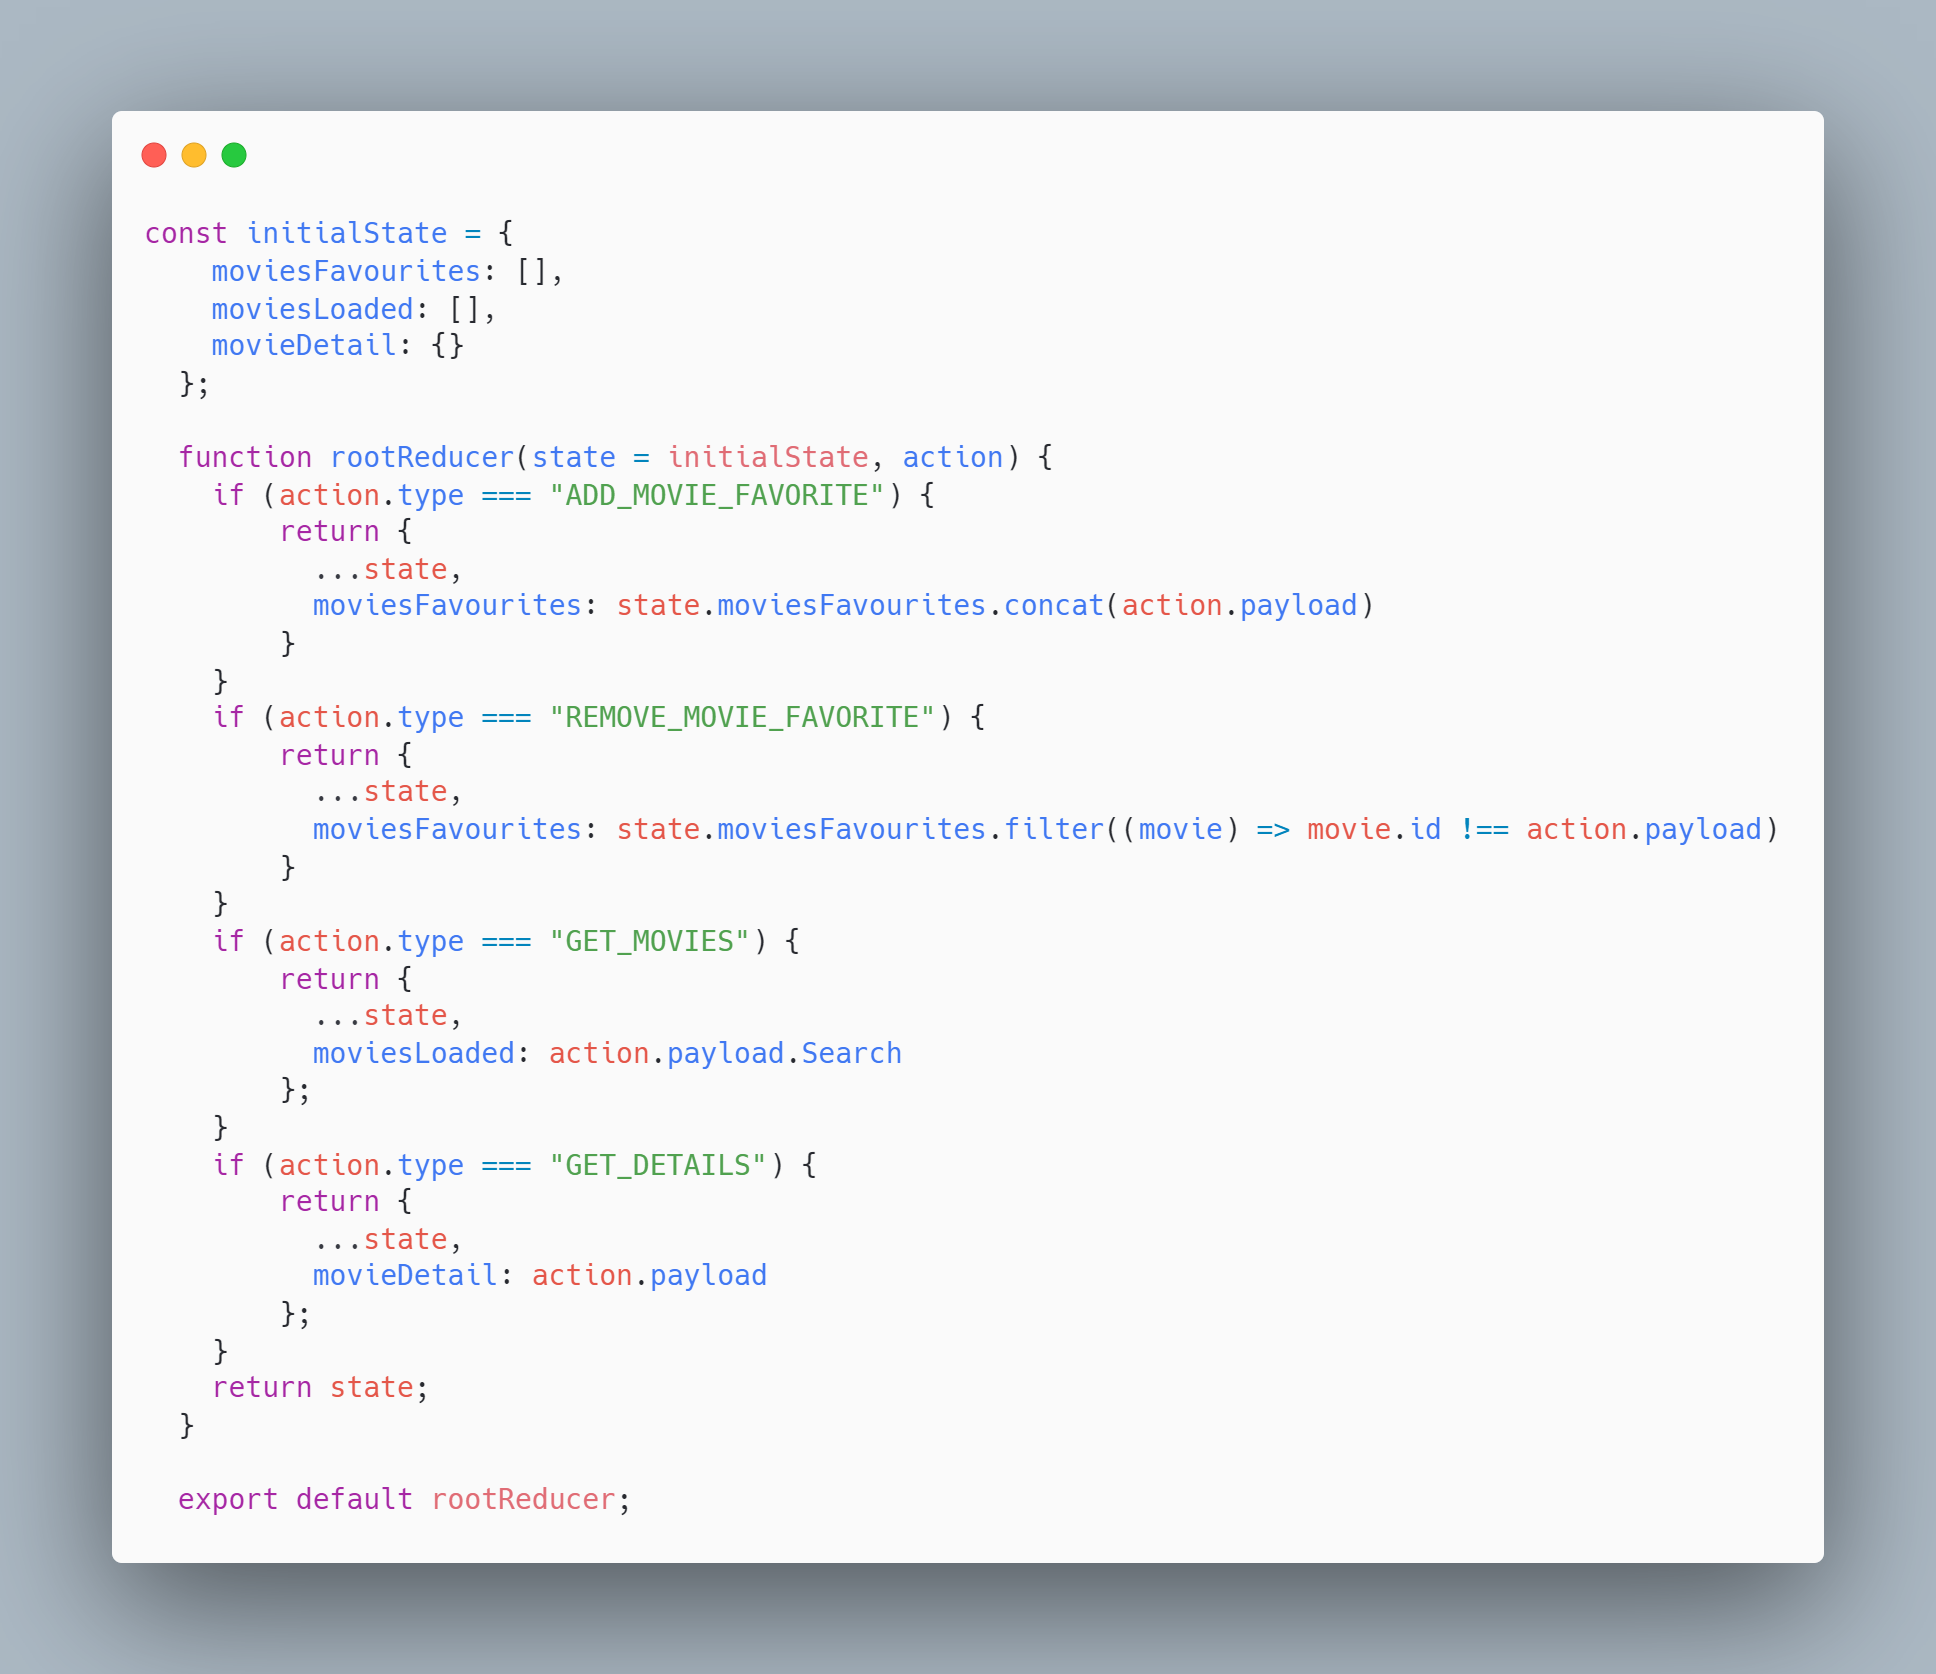 const initialState = {
    moviesFavourites: [],
    moviesLoaded: [],
    movieDetail: {}
  };

  function rootReducer(state = initialState, action) {
    if (action.type === "ADD_MOVIE_FAVORITE") {
        return {
          ...state,
          moviesFavourites: state.moviesFavourites.concat(action.payload)
        }
    }
    if (action.type === "REMOVE_MOVIE_FAVORITE") {
        return {
          ...state,
          moviesFavourites: state.moviesFavourites.filter((movie) => movie.id !== action.payload)
        }
    }
    if (action.type === "GET_MOVIES") {
        return {
          ...state,
          moviesLoaded: action.payload.Search
        };
    }
    if (action.type === "GET_DETAILS") {
        return {
          ...state,
          movieDetail: action.payload
        };
    }
    return state;
  }

  export default rootReducer;